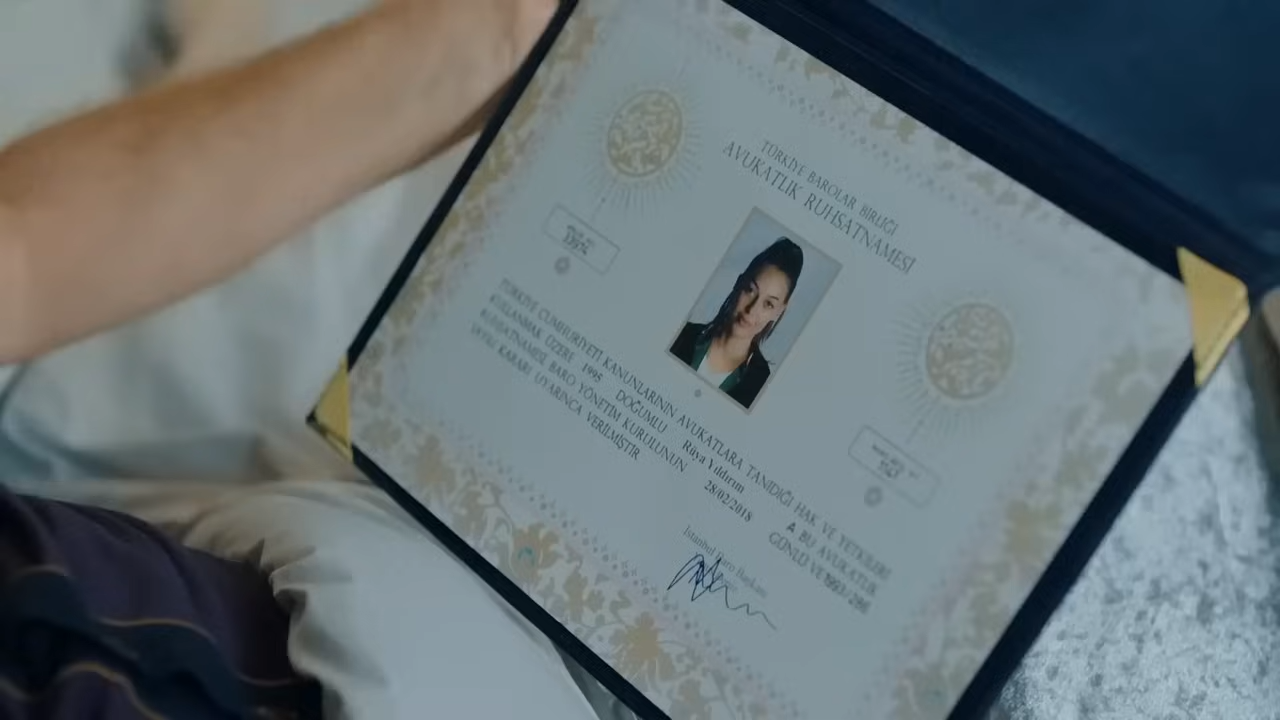 TÜRKİYE BAROLAR BİRLİĞİ
AVUKATLIK RUHSATNAMESİ
TÜRKİYE CUMHURİYETİ KANUNLARININ AVUKATLARA TANIDIĞI HAK VE YETKİLERİ
KULLANMAK ÜZERE 1995 DOĞUMLU Rüya Yıldırım A BU AVUKATLIK
RUHSATNAMESİ, BARO YÖNETİM KURULUNUN 28/02/2018 GÜNLÜ VE
SAYILI KARARI UYARINCA VERİLMİŞTİR
İstanbul Baro Başkanı